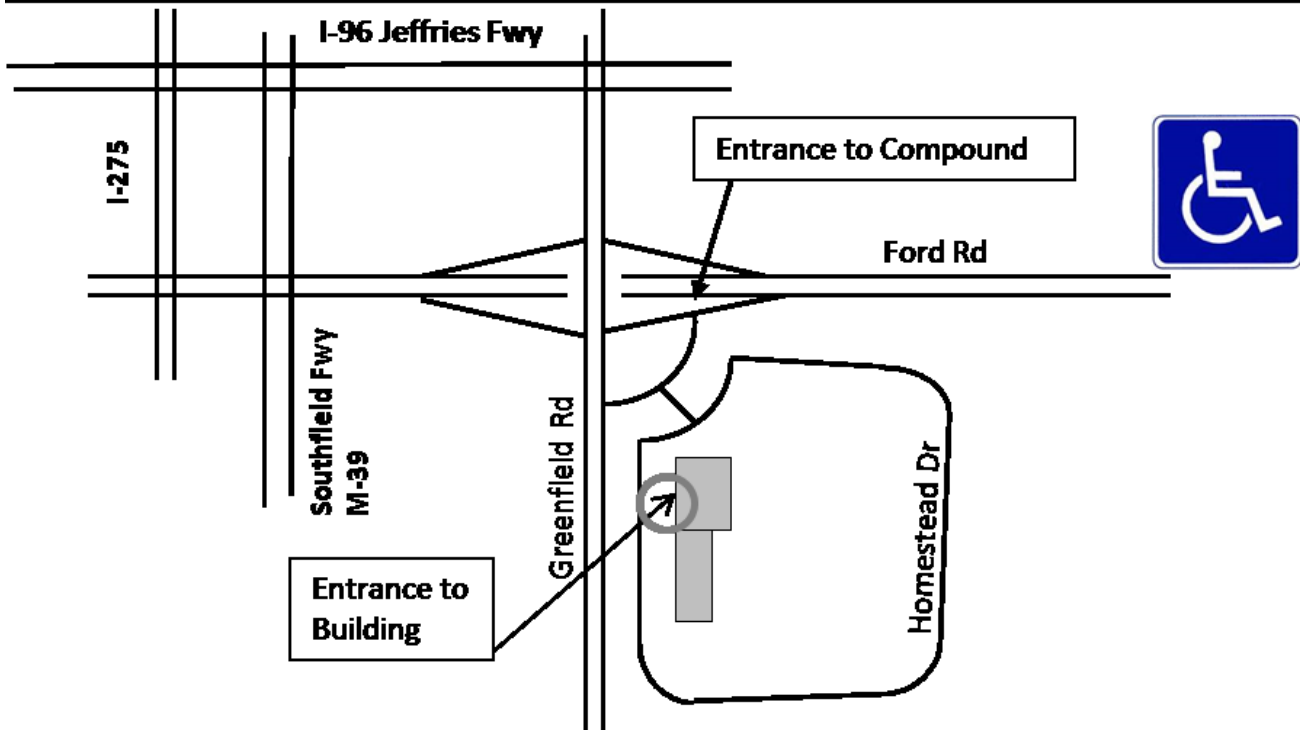 I-96 Jeffries Fwy
I-275
Entrance to Compound
Ford Rd
Southfield Fwy
M-39
Greenfield Rd
Homestead Dr
Entrance to
Building